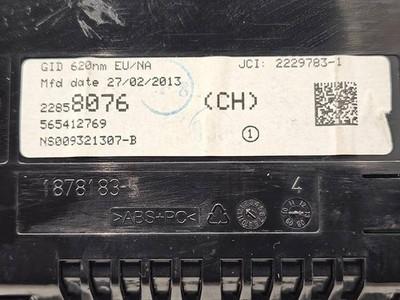 GID 620nm EU/NA JCI: 2229783-1
Mfd date 27/02/2013
22858076 (CH)
565412769
NS009321307-B 1
1878183-5 4
>ABS+PC<